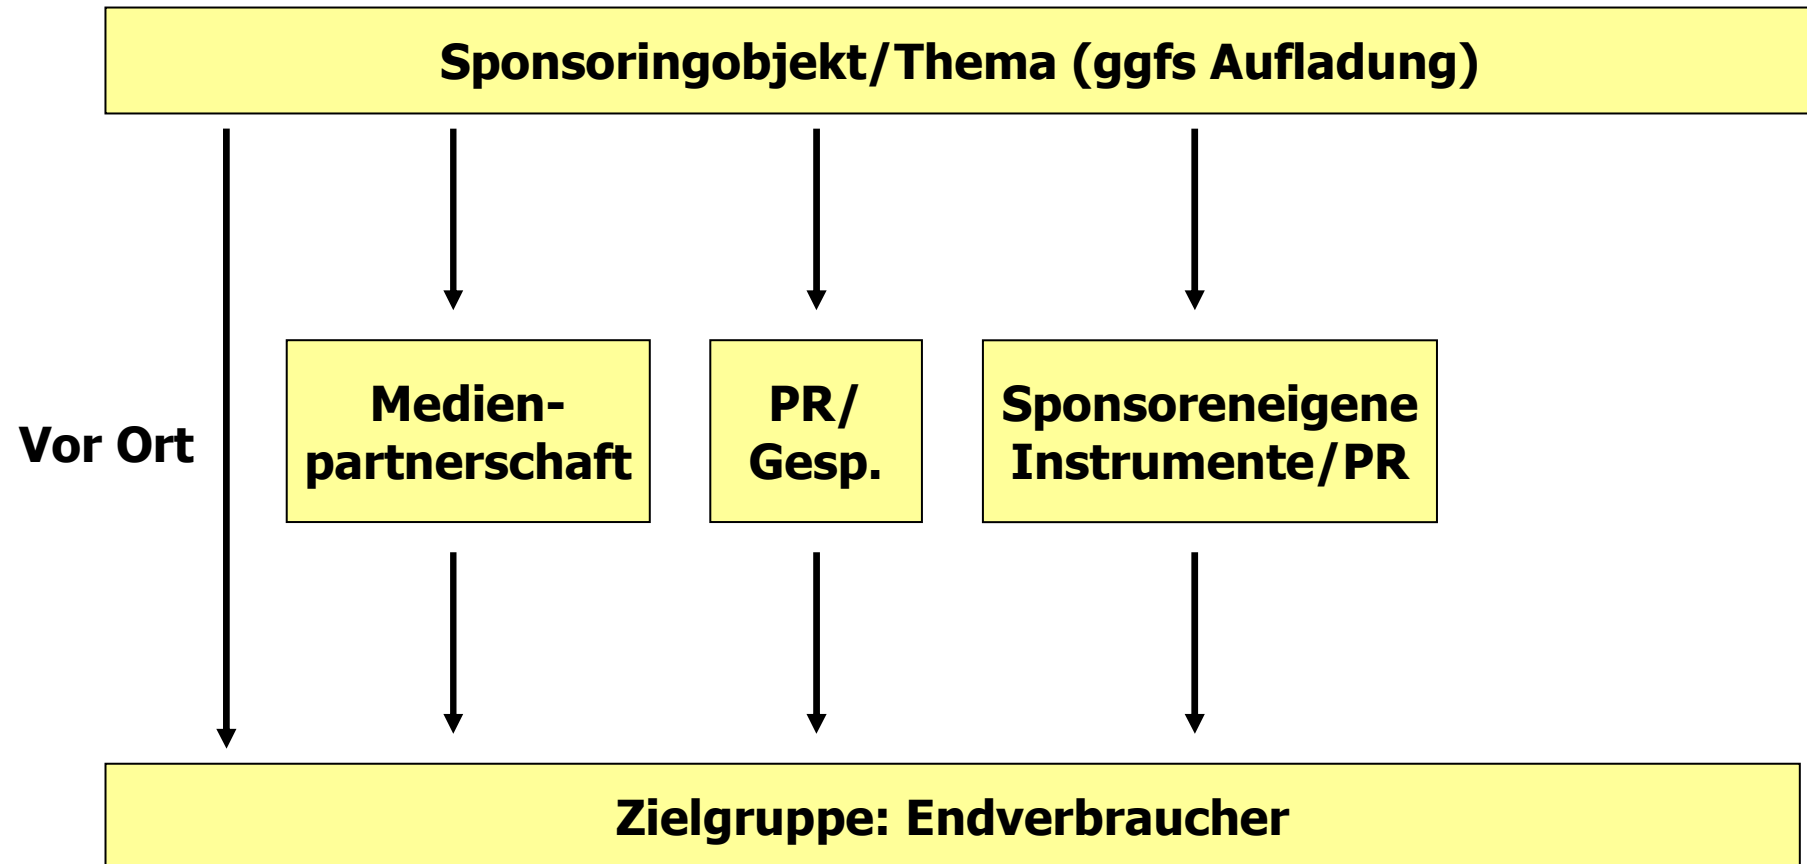 Sponsoringobjekt/Thema (ggfs Aufladung)
Vor Ort
Medien-
partnerschaft
PR/
Gesp.
Sponsoreneigene
Instrumente/PR
Zielgruppe: Endverbraucher